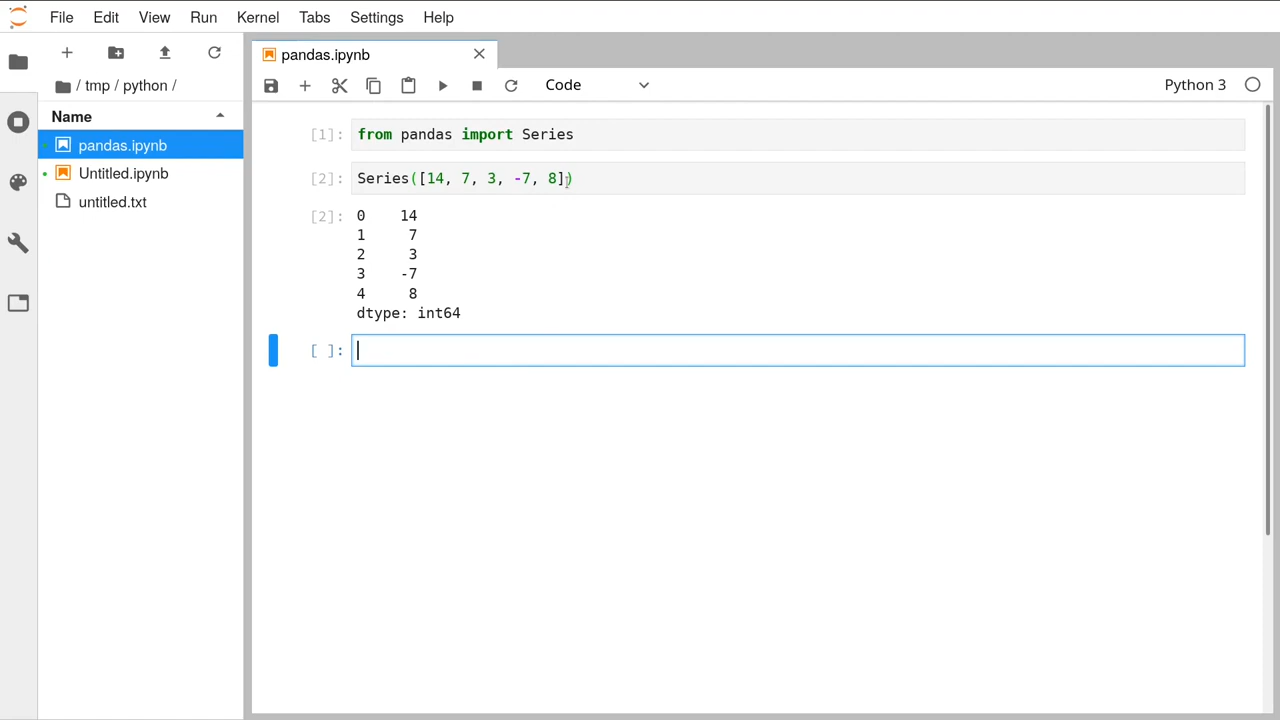 File Edit View Run Kernel Tabs Settings Help
pandas.ipynb
/ tmp / python /
Code
Python 3
Name
pandas.ipynb
Untitled.ipynb
untitled.txt
[1]: from pandas import Series
[2]: Series([14, 7, 3, -7, 8])
[2]: 0 14
1 7
2 3
3 -7
4 8
dtype: int64
[ ]: